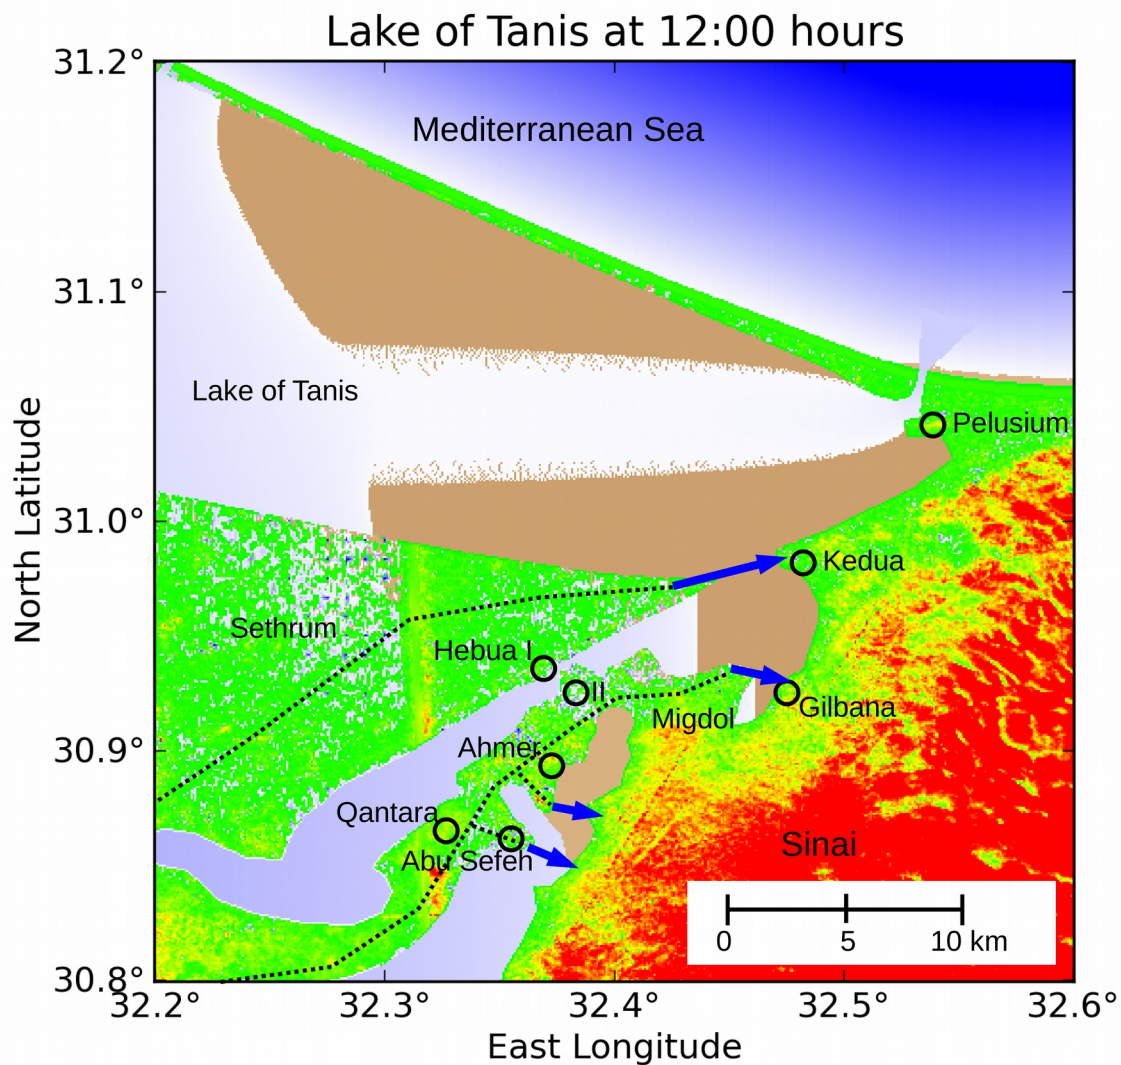 Lake of Tanis at 12:00 hours
31.2°
Mediterranean Sea
31.1°
Lake of Tanis
Pelusium
North Latitude
31.0°
Kedua
Sethrum
Hebua I
II
Gilbana
Migdol
30.9°
Ahmer
Qantara
Sinai
Abu Sefeh
0 5 10 km
30.8°
32.2° 32.3° 32.4° 32.5° 32.6°
East Longitude